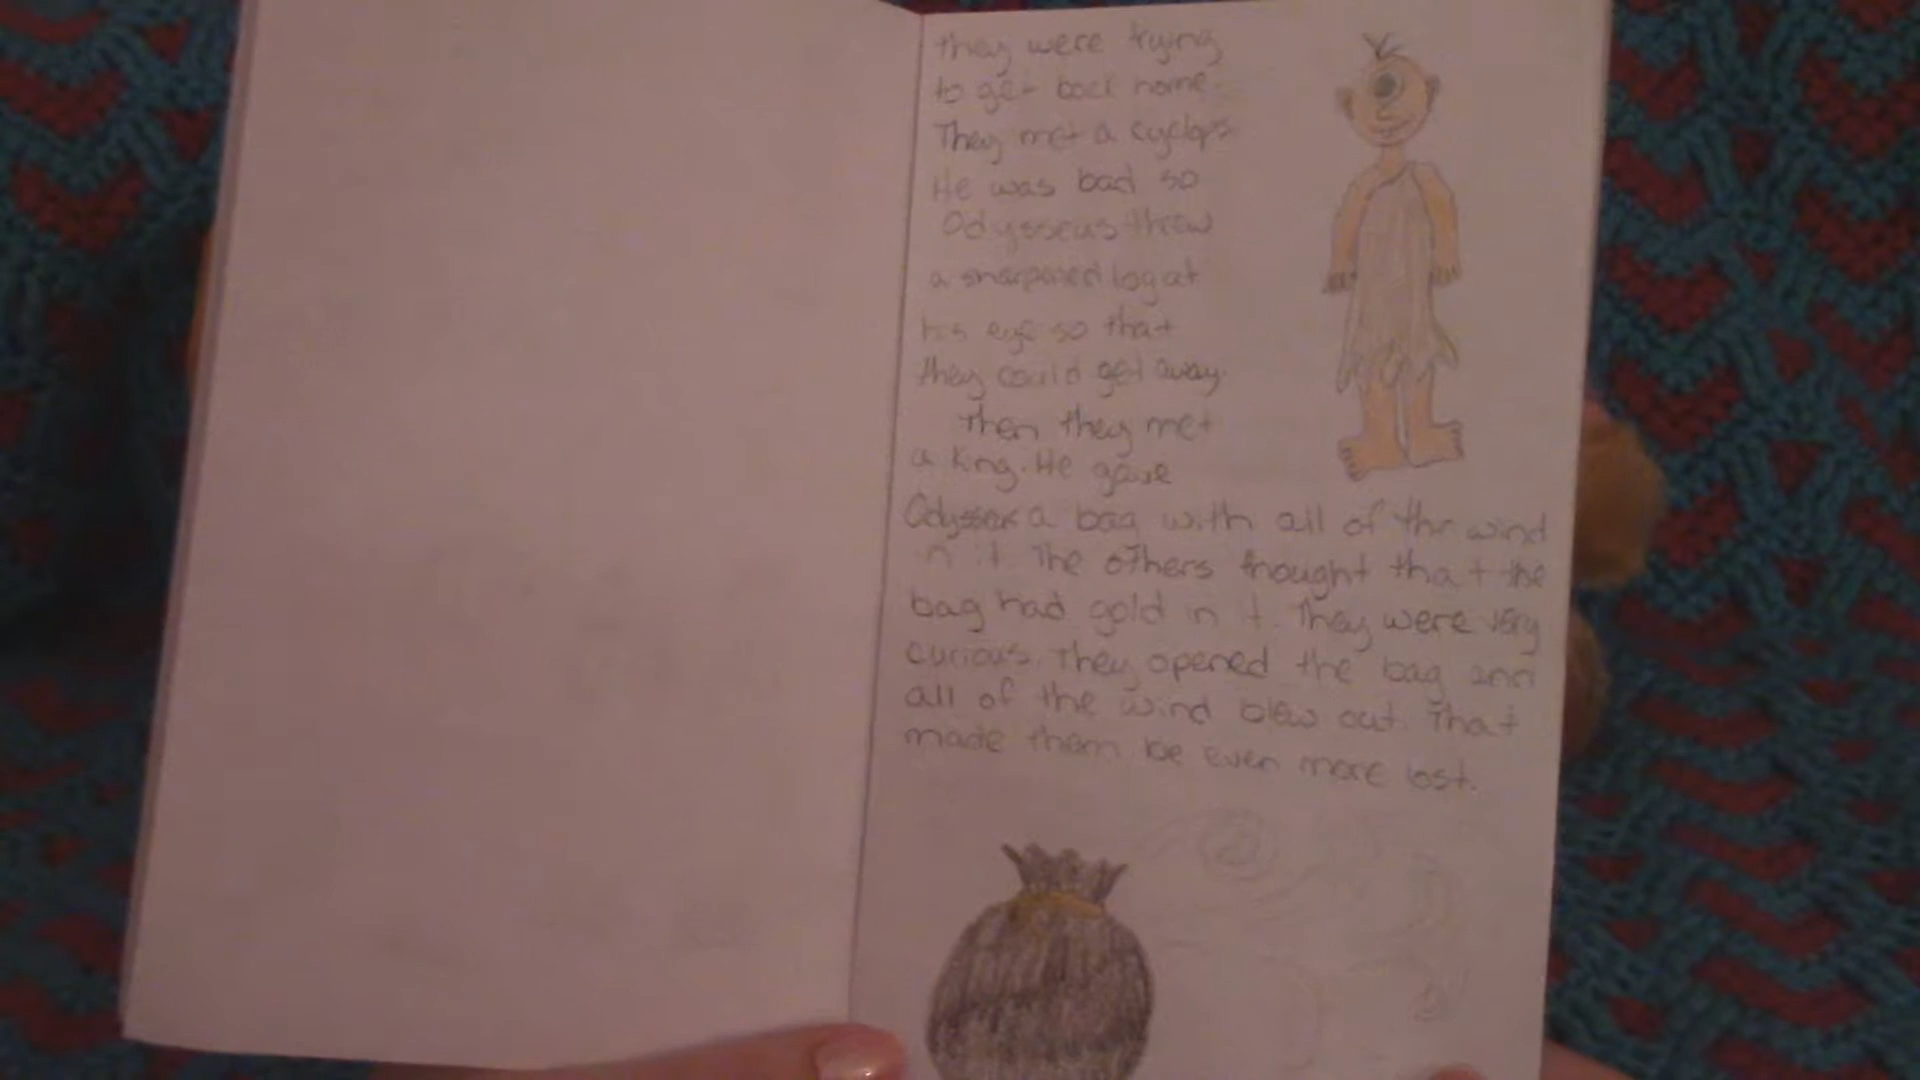 they were trying
to get back home.
They met a cyclops
He was bad so
Odysseus threw
a sharpened log at
his eye so that
they could get away.
then they met
a king. He gave
a bag with all of the wind
in it. The others thought that the
bag had gold in it. They were very
curious. They opened the bag and
all of the wind blew out. That
made them be even more lost.